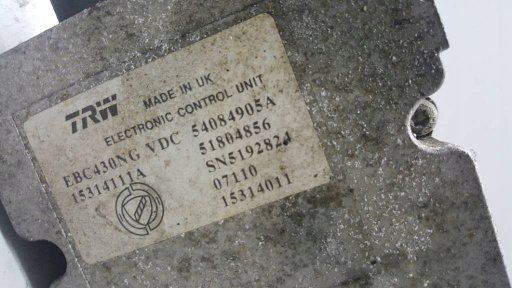 TRW MADE IN UK
ELECTRONIC CONTROL UNIT
EBC430NG VDC 54084905A
15314111A 51804856
SN5192824
07110
15314011